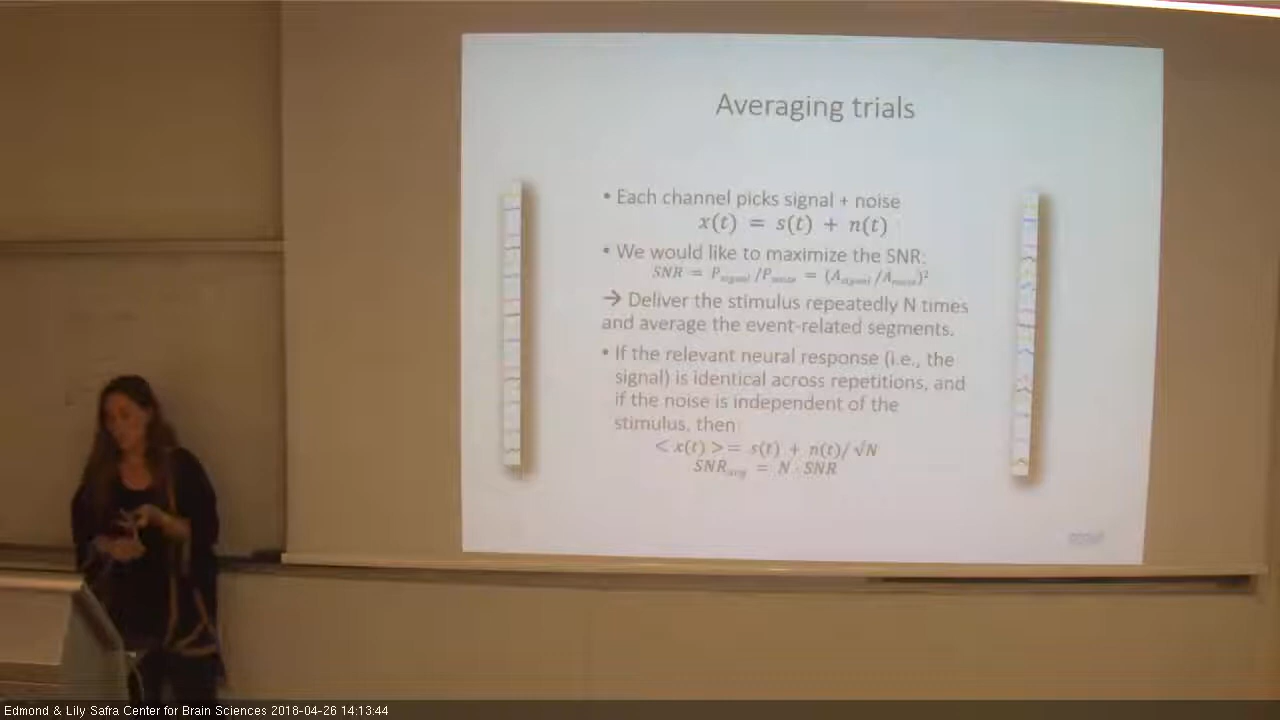 Averaging trials
• Each channel picks signal + noise
x(t) = s(t) + n(t)
• We would like to maximize the SNR:
SNR = P_signal / P_noise = (A_signal / A_noise)²
→ Deliver the stimulus repeatedly N times
and average the event-related segments.
• If the relevant neural response (i.e., the
signal) is identical across repetitions, and
if the noise is independent of the
stimulus, then
< x(t) > = s(t) + n(t)/ √N
SNR_avg = N · SNR
Edmond & Lily Safra Center for Brain Sciences 2018-04-26 14:13:44